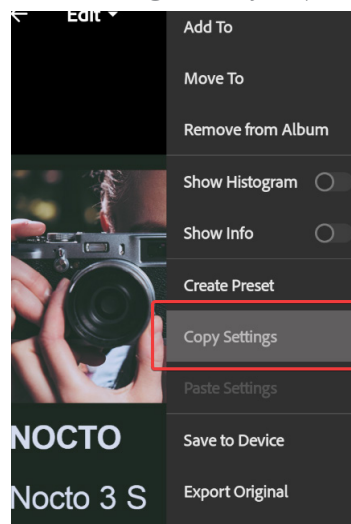 Edit
Add To
Move To
Remove from Album
Show Histogram
Show Info
Create Preset
Copy Settings
Paste Settings
Save to Device
Export Original
NOCTO
Nocto 3 S